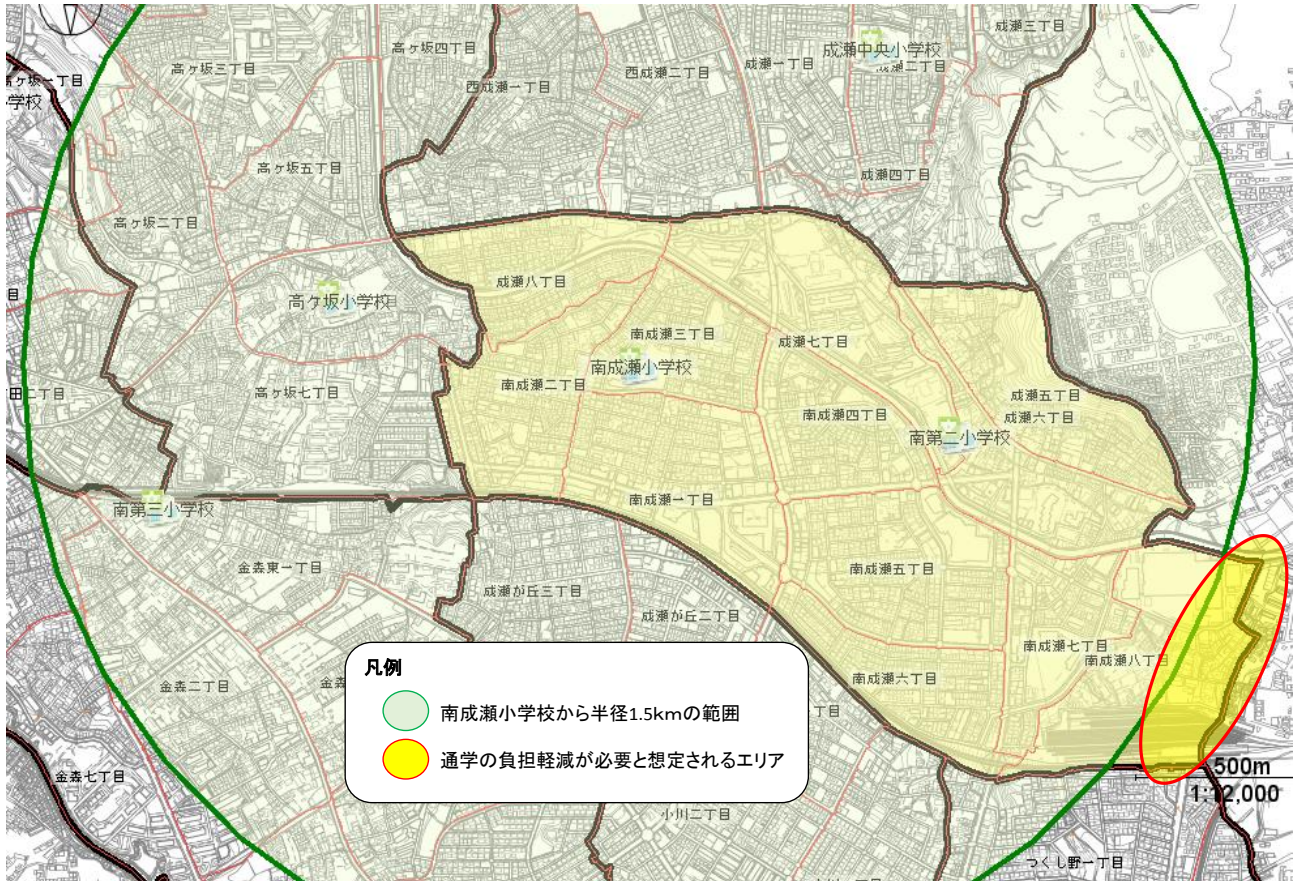 成瀬三丁目
高ヶ坂四丁目
成瀬中央小学校
成瀬二丁目
高ヶ坂三丁目
成瀬一丁目
西成瀬二丁目
高ヶ坂一丁目
小学校
西成瀬一丁目
高ヶ坂五丁目
成瀬四丁目
高ヶ坂二丁目
成瀬八丁目
目
高ヶ坂小学校
南成瀬三丁目
成瀬七丁目
南成瀬小学校
南成瀬二丁目
高ヶ坂七丁目
田二丁目
成瀬五丁目
南成瀬四丁目
成瀬六丁目
南第二小学校
南成瀬一丁目
南第三小学校
金森東一丁目
南成瀬五丁目
成瀬が丘三丁目
成瀬が丘二丁目
南成瀬七丁目
南成瀬八丁目
凡例
南成瀬六丁目
金森二丁目
金森
南成瀬小学校から半径1.5kmの範囲
丁目
通学の負担軽減が必要と想定されるエリア
500m
金森七丁目
1:12,000
小川二丁目
つくし野一丁目